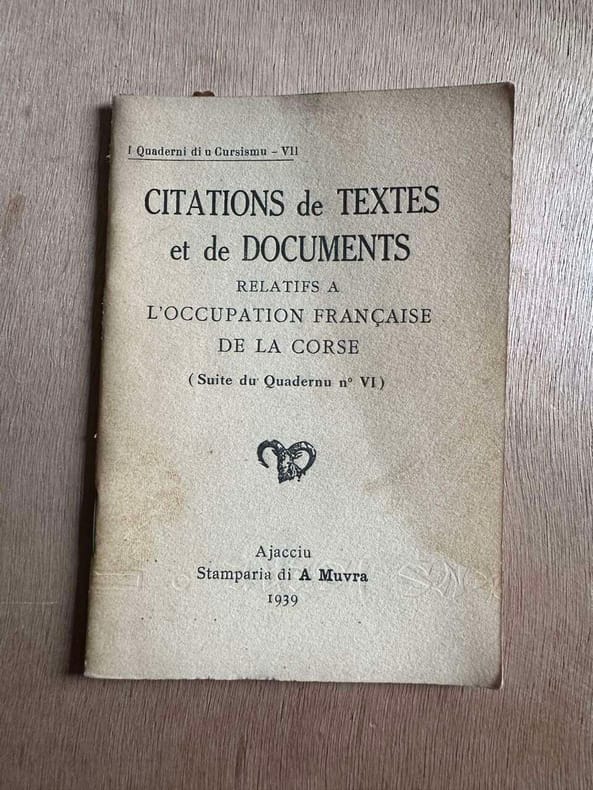 I Quaderni di u Cursismu - VII
CITATIONS de TEXTES
et de DOCUMENTS
RELATIFS A
L'OCCUPATION FRANÇAISE
DE LA CORSE
( Suite du Quadernu nº VI )
Ajacciu
Stamparia di A Muvra
1939